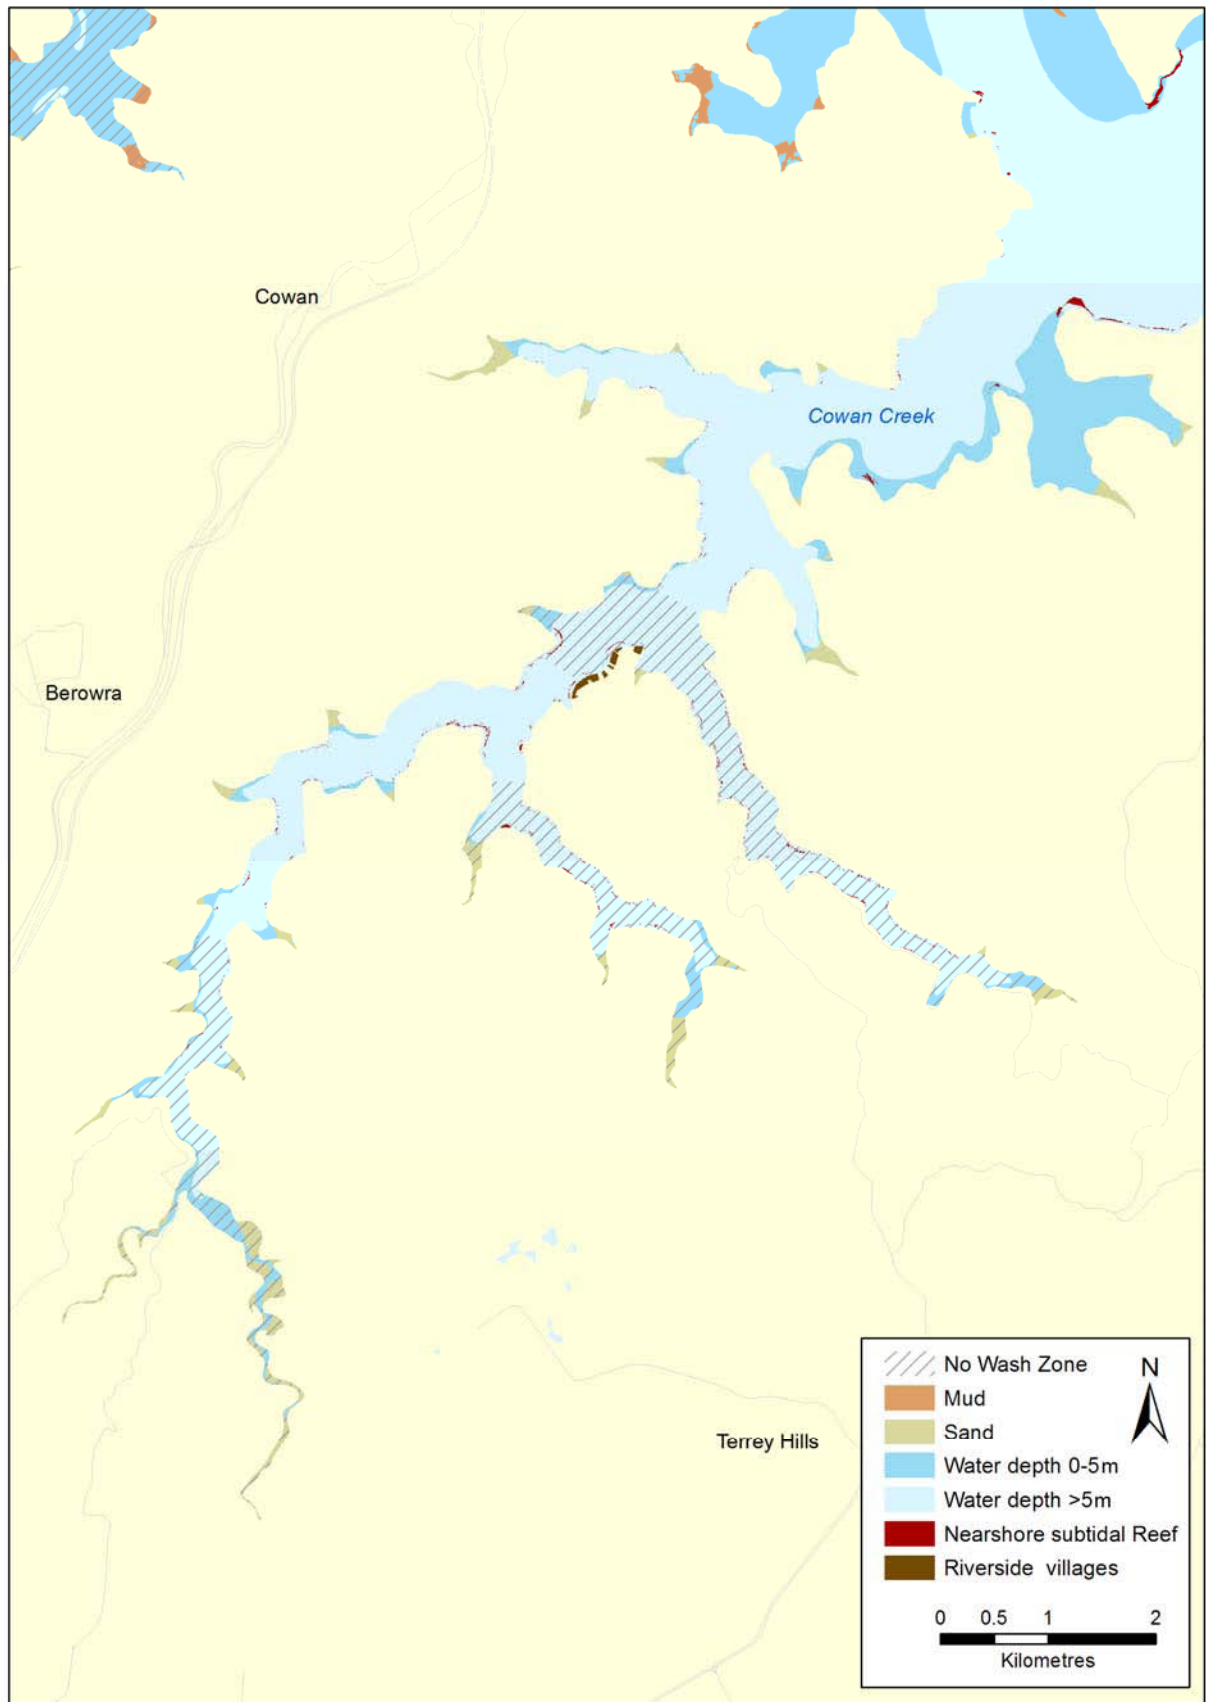 Cowan
Cowan Creek
Berowra
Terrey Hills
No Wash Zone
N
Mud
Sand
Water depth 0-5m
Water depth >5m
Nearshore subtidal Reef
Riverside villages
0 0.5 1 2
Kilometres